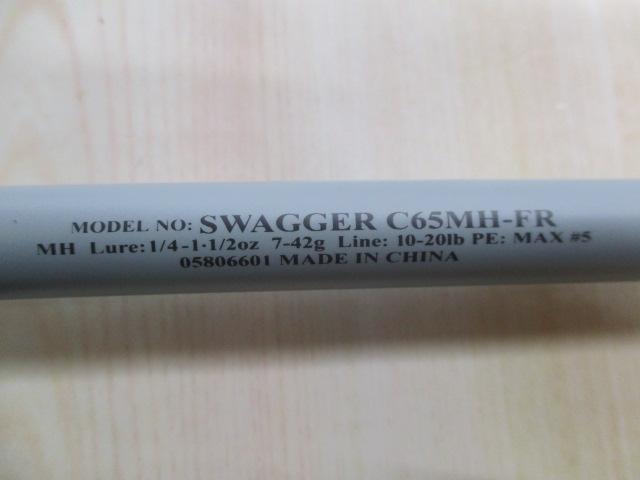 MODEL NO: SWAGGER C65MH-FR
MH Lure:1/4-1·1/2oz 7-42g Line: 10-20lb PE: MAX #5
05806601 MADE IN CHINA